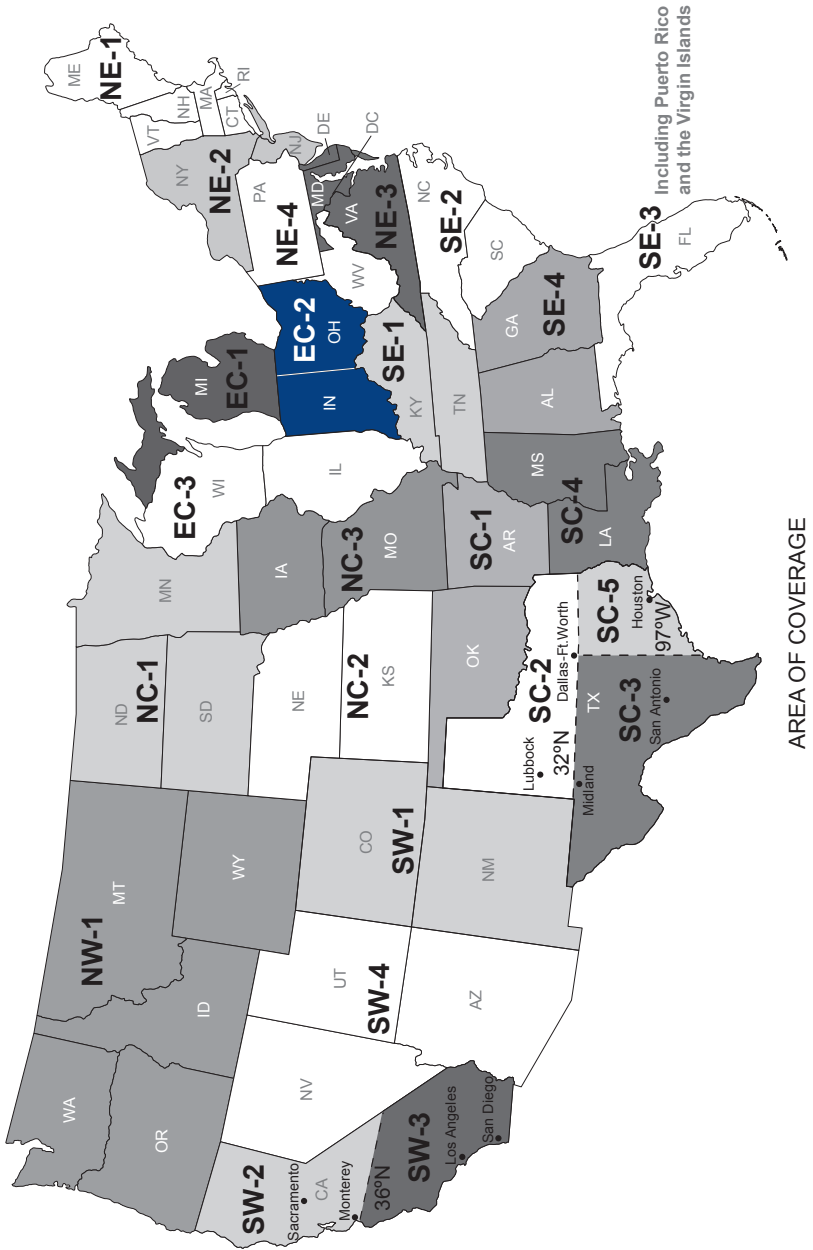 WA
OR
NW-1
MT
ID
WY
ND
NC-1
SD
MN
NE
NC-2
KS
IA
NC-3
MO
EC-3
WI
IL
MI
EC-1
EC-2
IN
OH
ME
NE-1
VT
NH
MA
RI
CT
NY
NE-2
PA
NJ
NE-4
DE
MD
DC
WV
VA
NE-3
SE-1
KY
TN
NC
SE-2
SC
GA
SE-4
AL
SE-3
Including Puerto Rico
and the Virgin Islands
FL
MS
SC-4
LA
SC-1
AR
OK
SC-2
Lubbock
32ºN
Dallas-Ft.Worth
Midland
TX
SC-3
San Antonio
SC-5
Houston
97ºW
CO
SW-1
NM
UT
SW-4
AZ
NV
SW-2
Sacramento
CA
Monterey
36ºN
SW-3
Los Angeles
San Diego
AREA OF COVERAGE